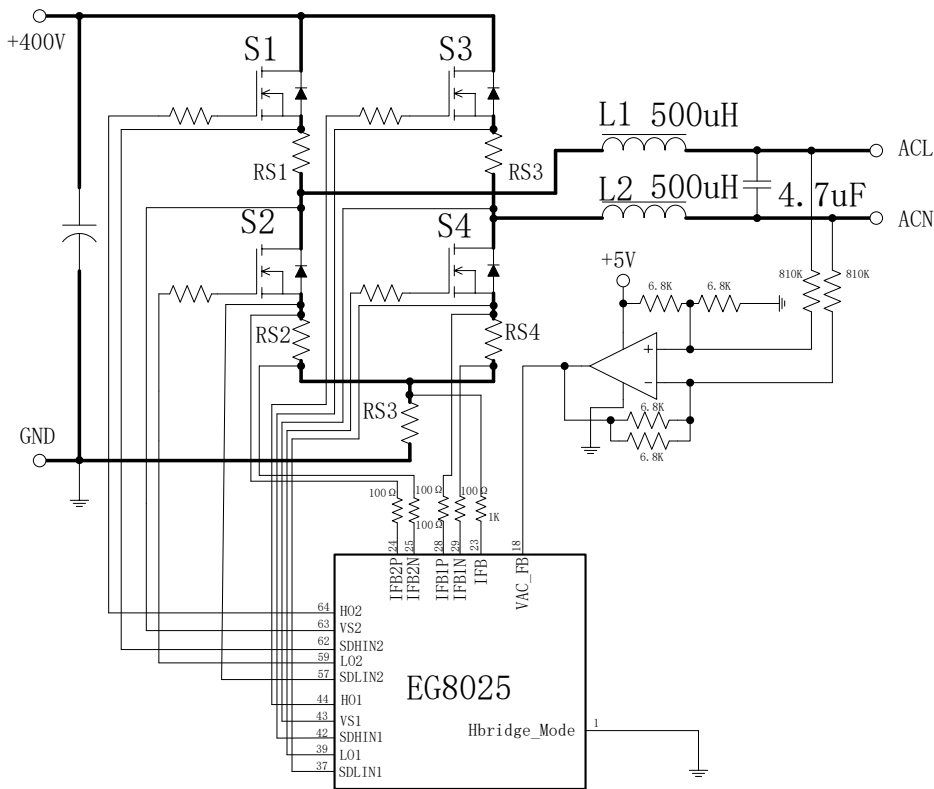 +400V
S1
S3
RS1
RS3
L1 500uH
ACL
L2 500uH
4.7uF
ACN
S2
S4
+5V
6.8K
6.8K
810K
810K
RS2
RS4
+
−
RS3
6.8K
6.8K
GND
100Ω
100Ω
100Ω
100Ω
1K
24
25
28
29
23
18
IFB2P
IFB2N
IFB1P
IFB1N
IFB
VAC_FB
64 HO2
63 VS2
62 SDHIN2
59 LO2
57 SDLIN2
44 HO1
43 VS1
42 SDHIN1
39 LO1
37 SDLIN1
EG8025
Hbridge_Mode 1